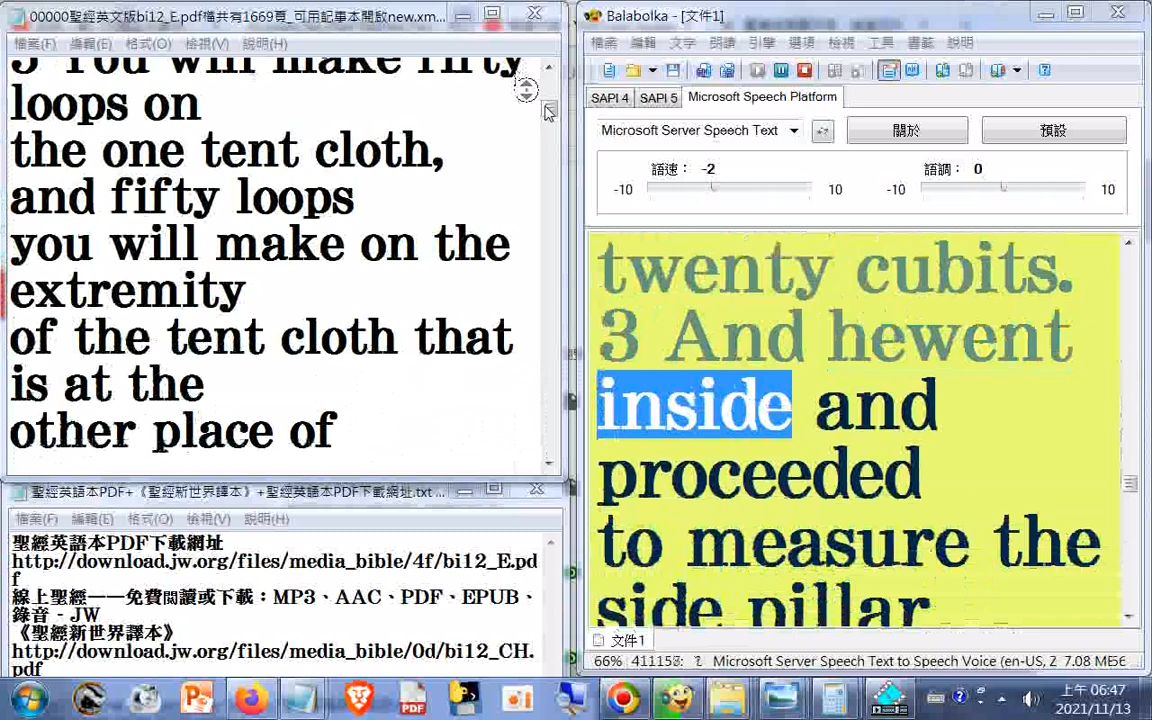 00000聖經英文版bi12_E.pdf檔共有1669頁_可用記事本開啟new.xm...
檔案(F) 編輯(E) 格式(O) 檢視(V) 說明(H)
5 You will make fifty
loops on
the one tent cloth,
and fifty loops
you will make on the
extremity
of the tent cloth that
is at the
other place of
聖經英語本PDF+《聖經新世界譯本》+聖經英語本PDF下載網址.txt ...
檔案(F) 編輯(E) 格式(O) 檢視(V) 說明(H)
聖經英語本PDF下載網址
http://download.jw.org/files/media_bible/4f/bi12_E.pd
f
線上聖經——免費閱讀或下載：MP3、AAC、PDF、EPUB、
錄音 - JW
《聖經新世界譯本》
http://download.jw.org/files/media_bible/0d/bi12_CH.
pdf
Balabolka - [文件1]
檔案 編輯 文字 朗讀 引擎 選項 檢視 工具 書籤 說明
SAPI 4 SAPI 5 Microsoft Speech Platform
Microsoft Server Speech Text 關於 預設
語速： -2 語調： 0
-10 10 -10 10
twenty cubits.
3 And hewent
inside and
proceeded
to measure the
side pillar
文件1
66% Microsoft Server Speech Text to Speech Voice (en-US, 2 7.08 MB
上午 06:47
2021/11/13